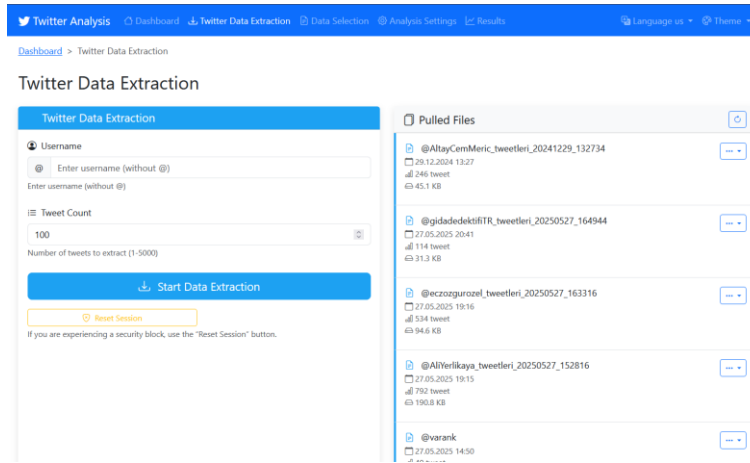 Twitter Analysis Dashboard Twitter Data Extraction Data Selection Analysis Settings Results Language us Theme
Dashboard > Twitter Data Extraction
Twitter Data Extraction
Twitter Data Extraction
Username
@ Enter username (without @)
Enter username (without @)
Tweet Count
100
Number of tweets to extract (1-5000)
Start Data Extraction
Reset Session
If you are experiencing a security block, use the "Reset Session" button.
Pulled Files
@AltayCemMeric_tweetleri_20241229_132734
29.12.2024 13:27
246 tweet
45.1 KB
@gidadedektifiTR_tweetleri_20250527_164944
27.05.2025 20:41
114 tweet
31.3 KB
@eczozgurozel_tweetleri_20250527_163316
27.05.2025 19:16
534 tweet
94.6 KB
@AliYerlikaya_tweetleri_20250527_152816
27.05.2025 19:15
792 tweet
190.8 KB
@varank
27.05.2025 14:50